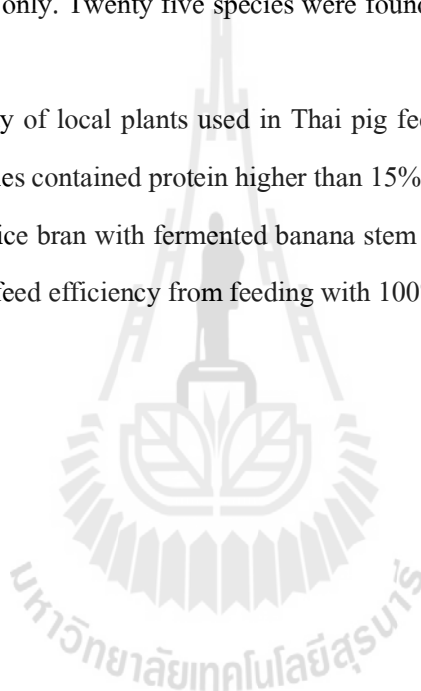 only. Twenty five species were found
y of local plants used in Thai pig fee
es contained protein higher than 15%
ice bran with fermented banana stem
feed efficiency from feeding with 100
มหาวิทยาลัยเทคโนโลยีสุรนารี